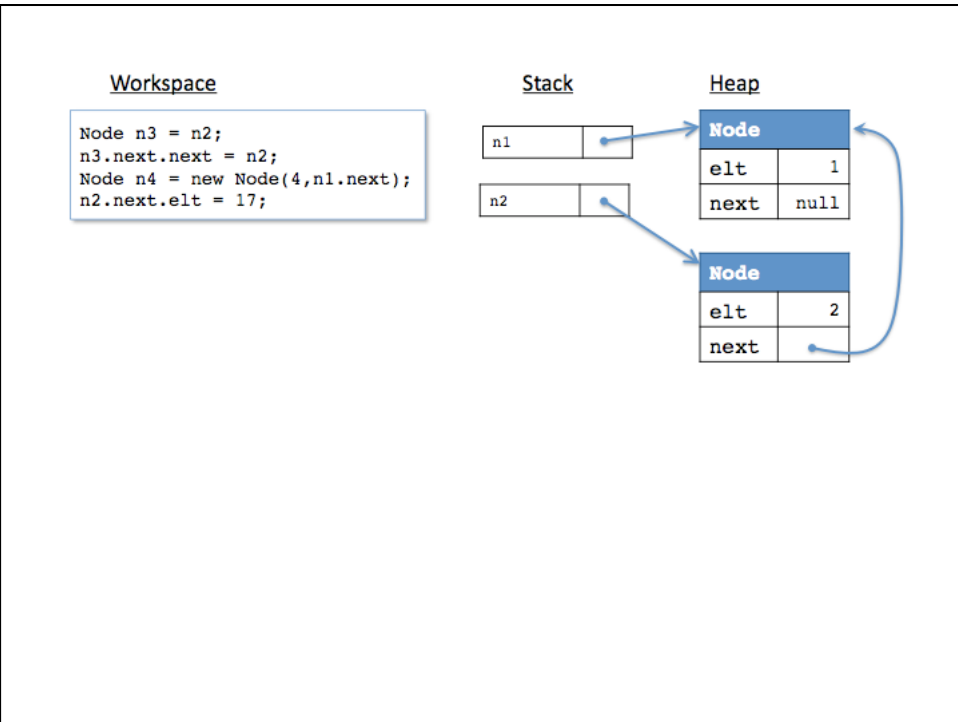 Workspace
Stack
Heap
Node n3 = n2;
n3.next.next = n2;
Node n4 = new Node(4,n1.next);
n2.next.elt = 17;
n1
n2
Node
elt 1
next null
Node
elt 2
next